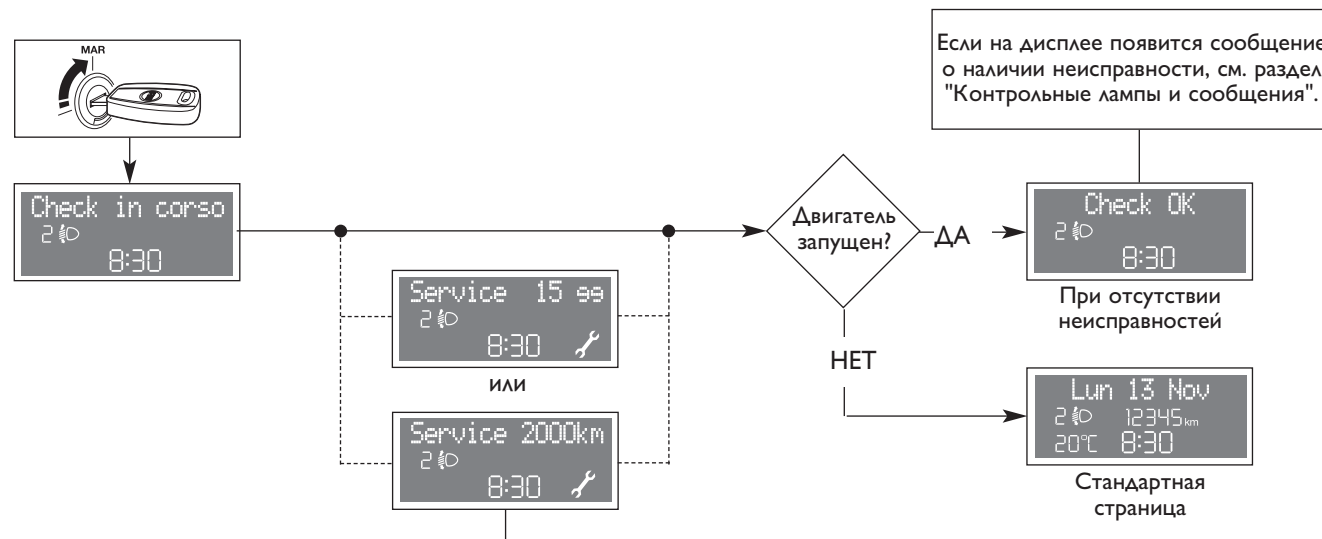 MAR
Check in corso
2
8:30
Service 15 gg
2
8:30
или
Service 2000km
2
8:30
Двигатель
запущен?
ДА
НЕТ
Если на дисплее появится сообщение
о наличии неисправности, см. раздел
"Контрольные лампы и сообщения".
Check OK
2
8:30
При отсутствии
неисправностей
Lun 13 Nov
2 12345 km
20°C 8:30
Стандартная
страница